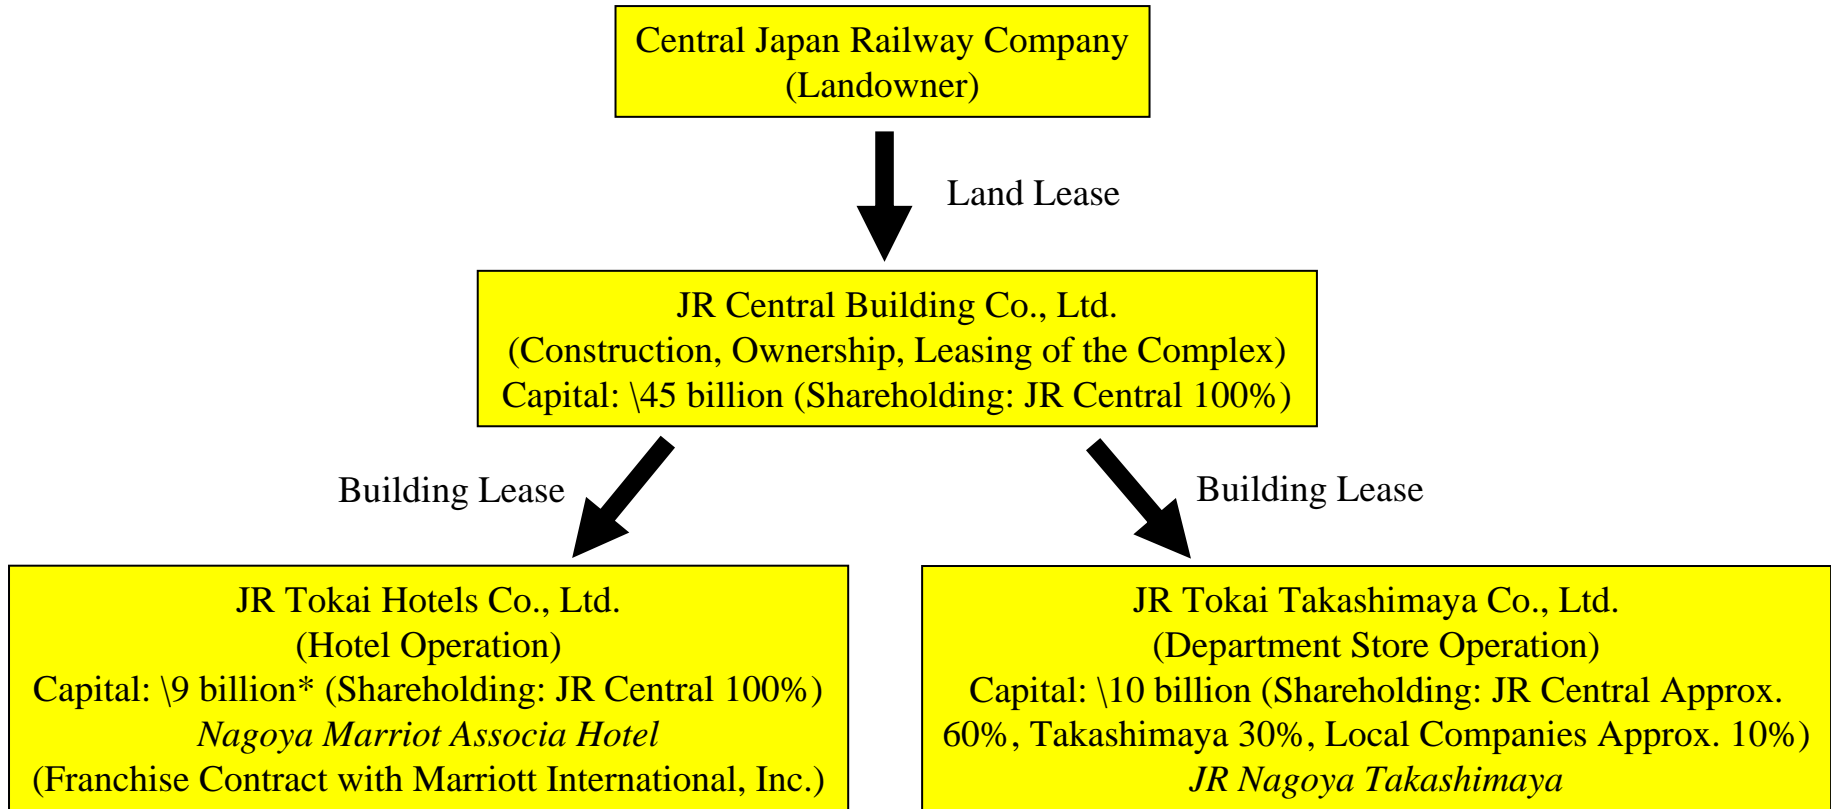 Central Japan Railway Company
(Landowner)
Land Lease
JR Central Building Co., Ltd.
(Construction, Ownership, Leasing of the Complex)
Capital: \45 billion (Shareholding: JR Central 100%)
Building Lease
Building Lease
JR Tokai Hotels Co., Ltd.
(Hotel Operation)
Capital: \9 billion* (Shareholding: JR Central 100%)
Nagoya Marriot Associa Hotel
(Franchise Contract with Marriott International, Inc.)
JR Tokai Takashimaya Co., Ltd.
(Department Store Operation)
Capital: \10 billion (Shareholding: JR Central Approx.
60%, Takashimaya 30%, Local Companies Approx. 10%)
JR Nagoya Takashimaya